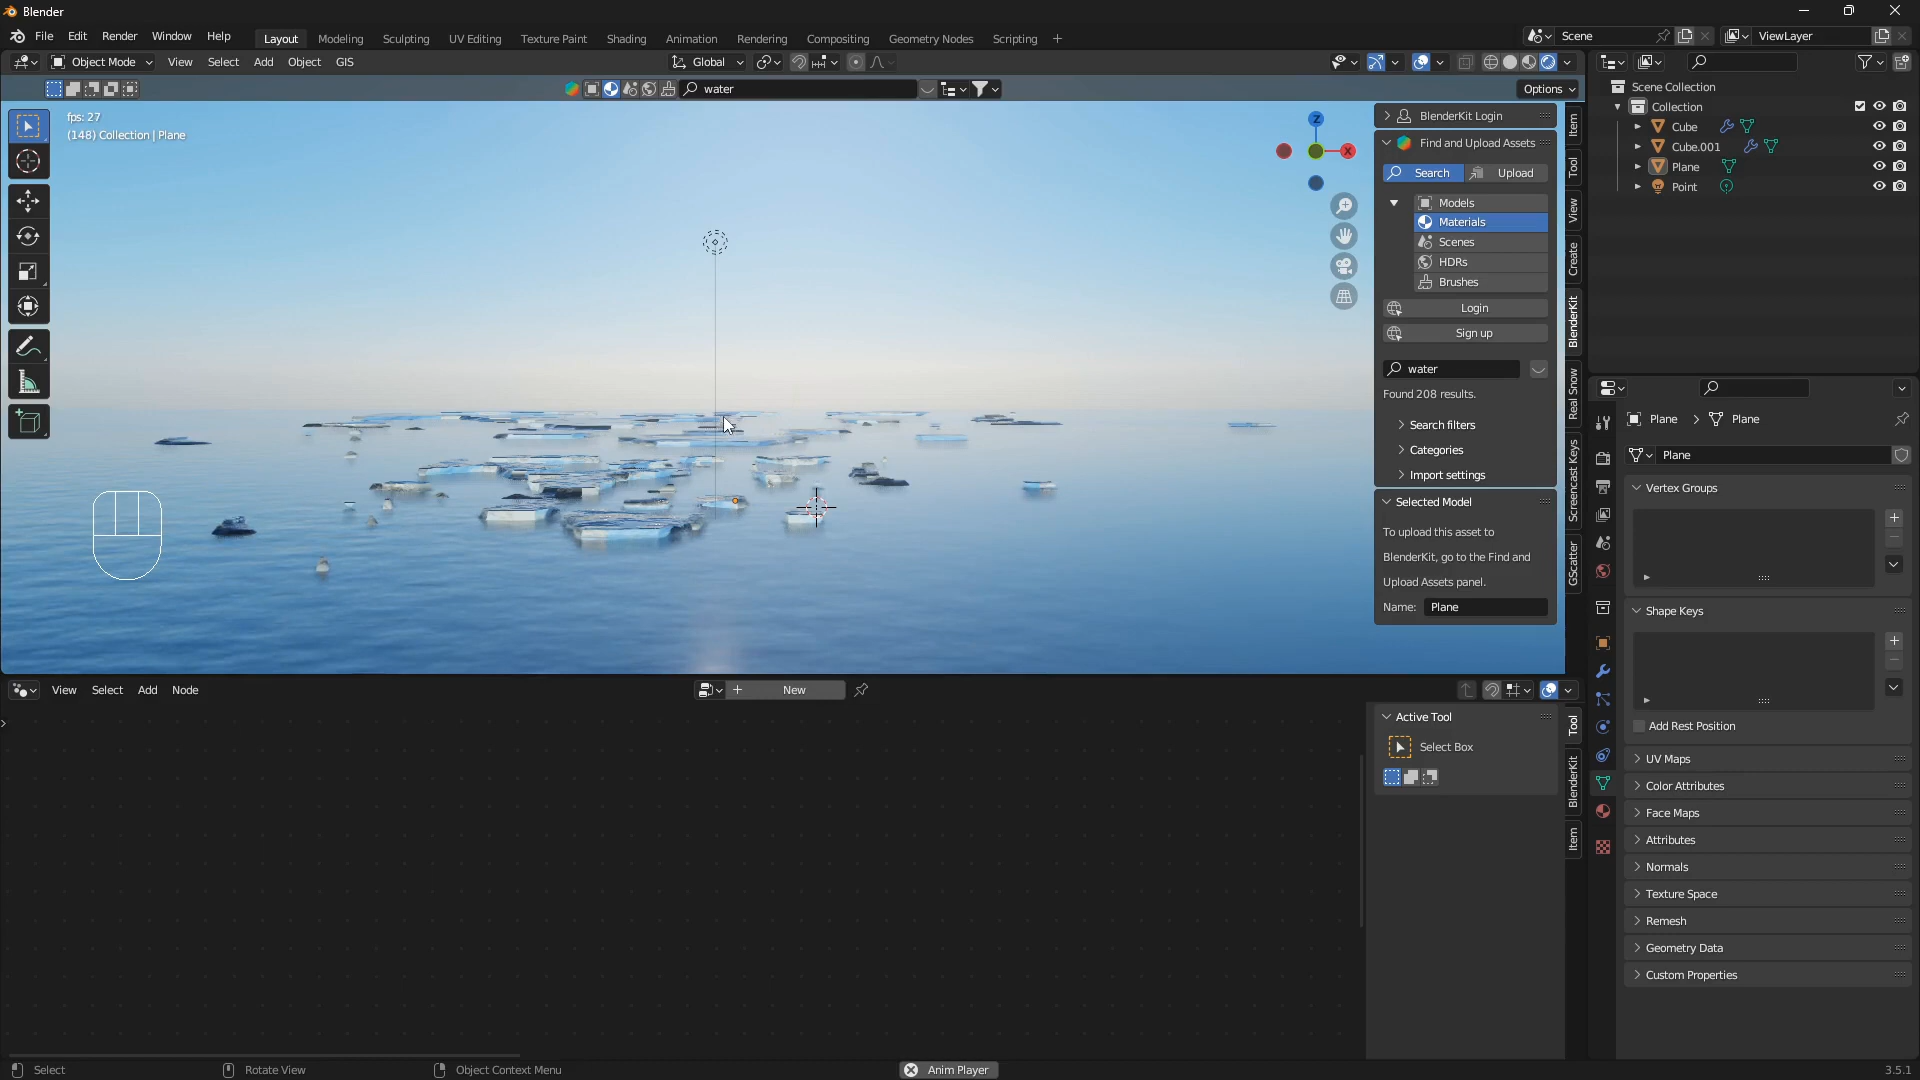 Blender
File Edit Render Window Help
Layout Modeling Sculpting UV Editing Texture Paint Shading Animation Rendering Compositing Geometry Nodes Scripting +
Scene
ViewLayer
Object Mode View Select Add Object GIS
Global
water
Options
fps: 27
(148) Collection | Plane
Z
X
BlenderKit Login
Find and Upload Assets
Search Upload
Models
Materials
Scenes
HDRs
Brushes
Login
Sign up
water
Found 208 results.
Search filters
Categories
Import settings
Selected Model
To upload this asset to
BlenderKit, go to the Find and
Upload Assets panel.
Name: Plane
Item
Tool
View
Create
BlenderKit
Real Snow
Screencast Keys
GScatter
Scene Collection
Collection
Cube
Cube.001
Plane
Point
Plane > Plane
Plane
Vertex Groups
Shape Keys
Add Rest Position
UV Maps
Color Attributes
Face Maps
Attributes
Normals
Texture Space
Remesh
Geometry Data
Custom Properties
View Select Add Node
New
Active Tool
Select Box
Tool
BlenderKit
Item
Select
Rotate View
Object Context Menu
Anim Player
3.5.1